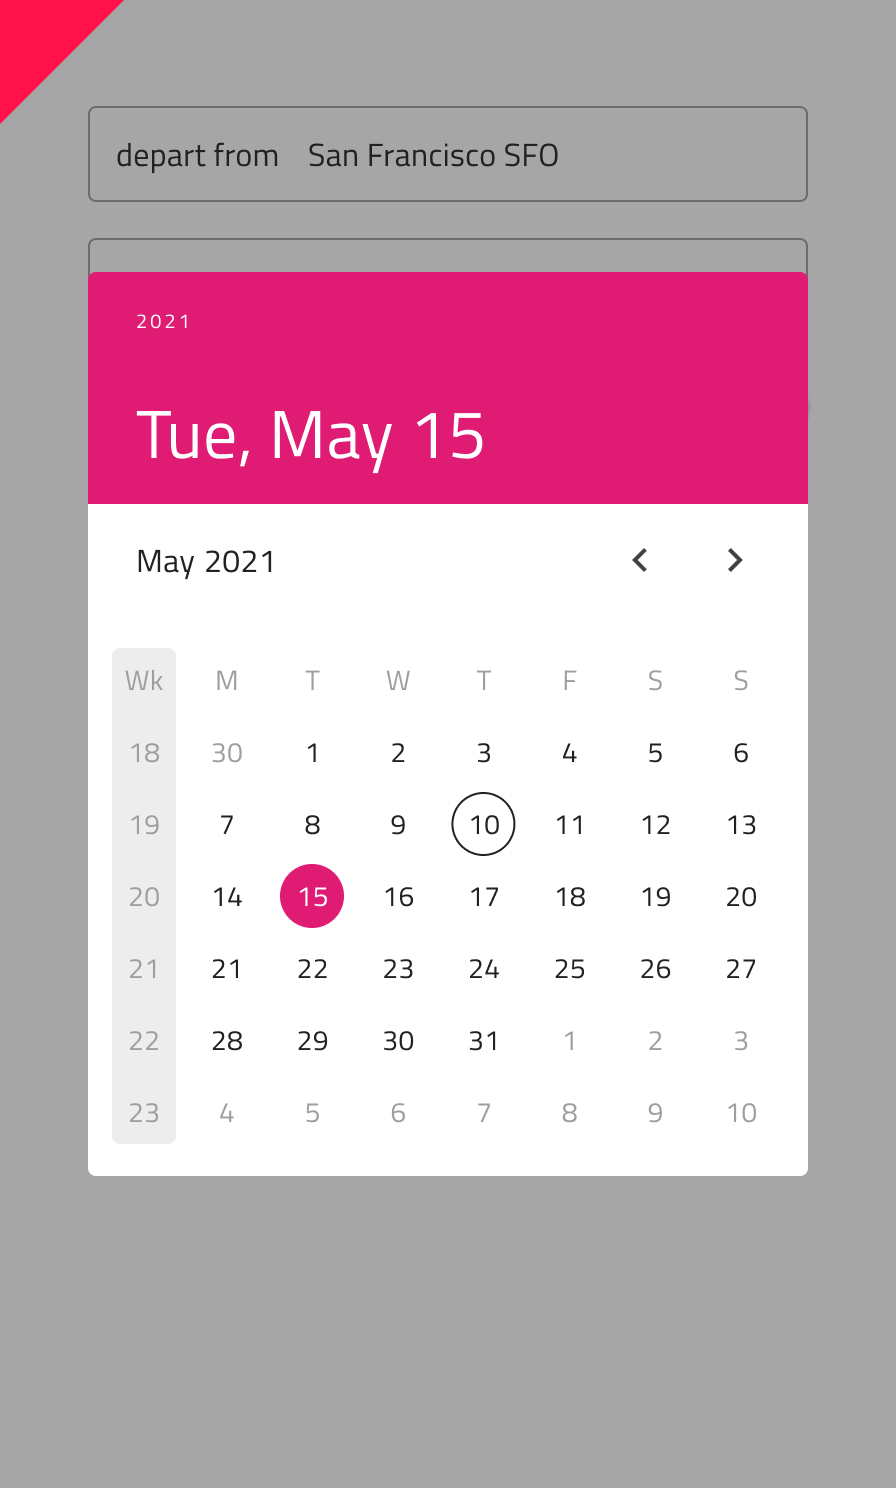 depart from San Francisco SFO
2021
Tue, May 15
May 2021
Wk M T W T F S S
18 30 1 2 3 4 5 6
19 7 8 9 10 11 12 13
20 14 15 16 17 18 19 20
21 21 22 23 24 25 26 27
22 28 29 30 31 1 2 3
23 4 5 6 7 8 9 10